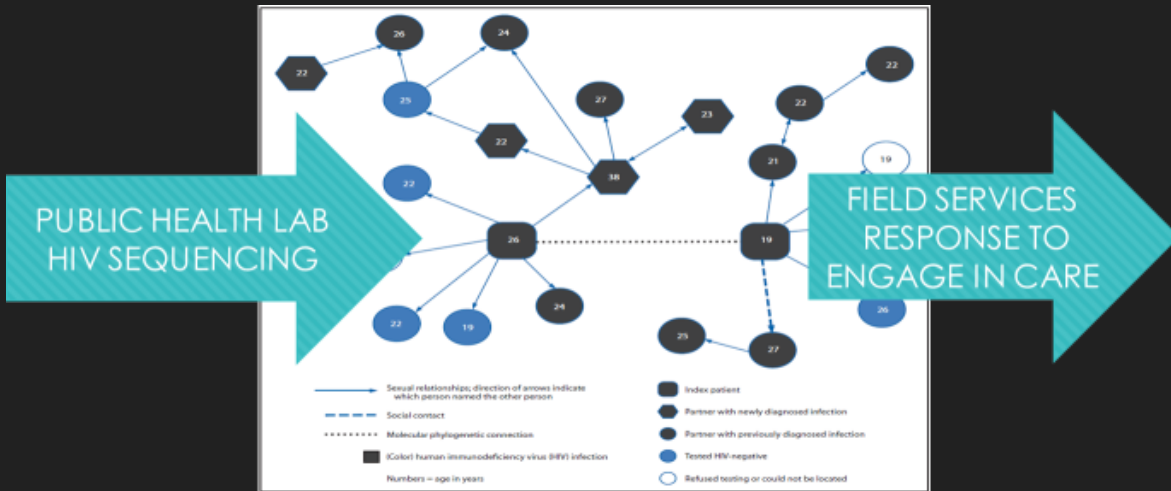 26
24
22
25
27
23
22
22
22
21
38
19
22
PUBLIC HEALTH LAB
HIV SEQUENCING
FIELD SERVICES
RESPONSE TO
ENGAGE IN CARE
26
19
22
19
24
26
25
27
Sexual relationships; direction of arrows indicate
which person named the other person
Social contact
Molecular phylogenetic connection
(Color) human immunodeficiency virus (HIV) infection
Numbers = age in years
Index patient
Partner with newly diagnosed infection
Partner with previously diagnosed infection
Tested HIV-negative
Refused testing or could not be located